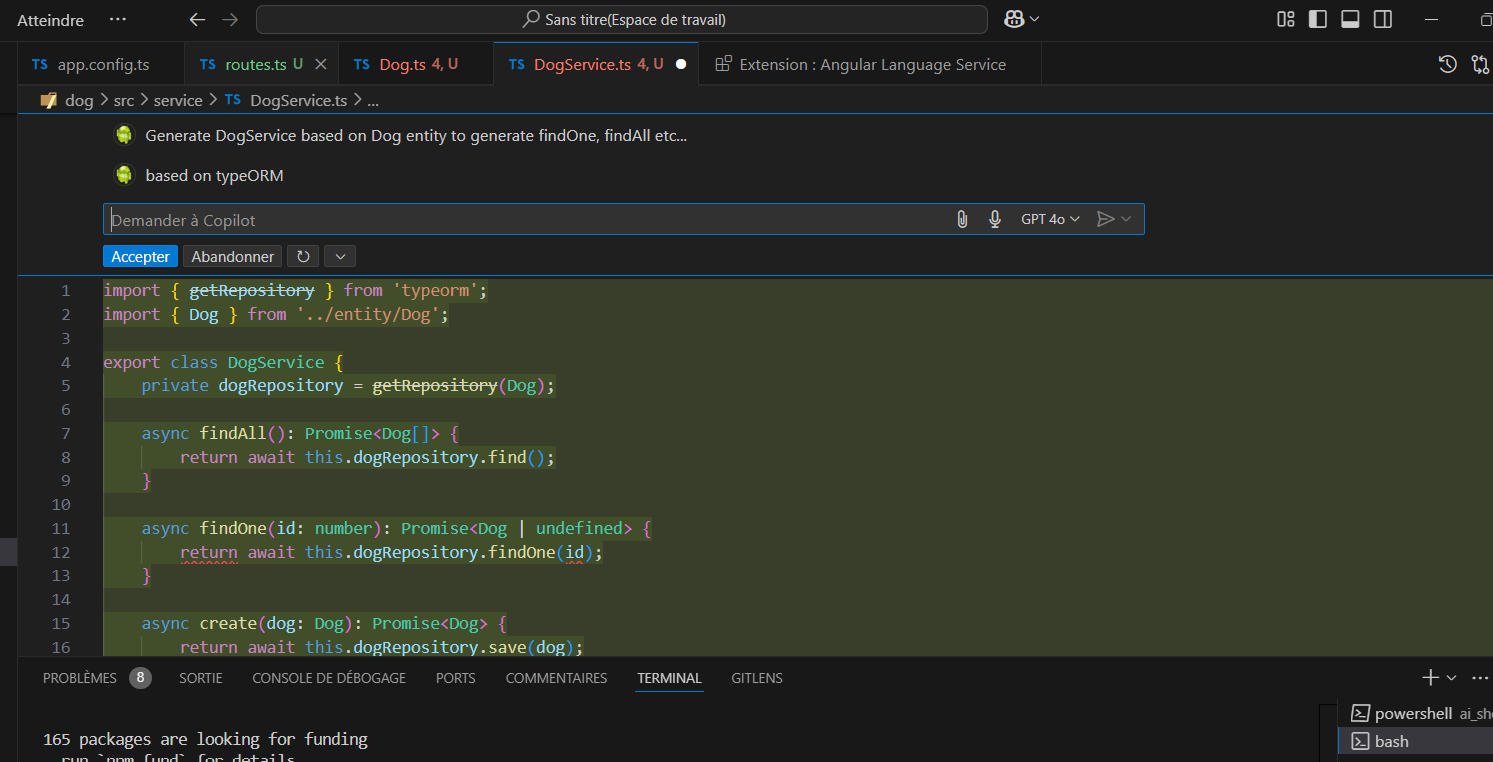 Atteindre ··· Sans titre(Espace de travail)
TS app.config.ts TS routes.ts U TS Dog.ts 4, U TS DogService.ts 4, U Extension : Angular Language Service
dog > src > service > TS DogService.ts > ...
Generate DogService based on Dog entity to generate findOne, findAll etc...
based on typeORM
Demander à Copilot GPT 4o
Accepter Abandonner
1 import { getRepository } from 'typeorm';
2 import { Dog } from '../entity/Dog';
3
4 export class DogService {
5 private dogRepository = getRepository(Dog);
6
7 async findAll(): Promise<Dog[]> {
8 return await this.dogRepository.find();
9 }
10
11 async findOne(id: number): Promise<Dog | undefined> {
12 return await this.dogRepository.findOne(id);
13 }
14
15 async create(dog: Dog): Promise<Dog> {
16 return await this.dogRepository.save(dog);
PROBLÈMES 8 SORTIE CONSOLE DE DÉBOGAGE PORTS COMMENTAIRES TERMINAL GITLENS
powershell ai_sh
bash
165 packages are looking for funding
run `npm fund` for details